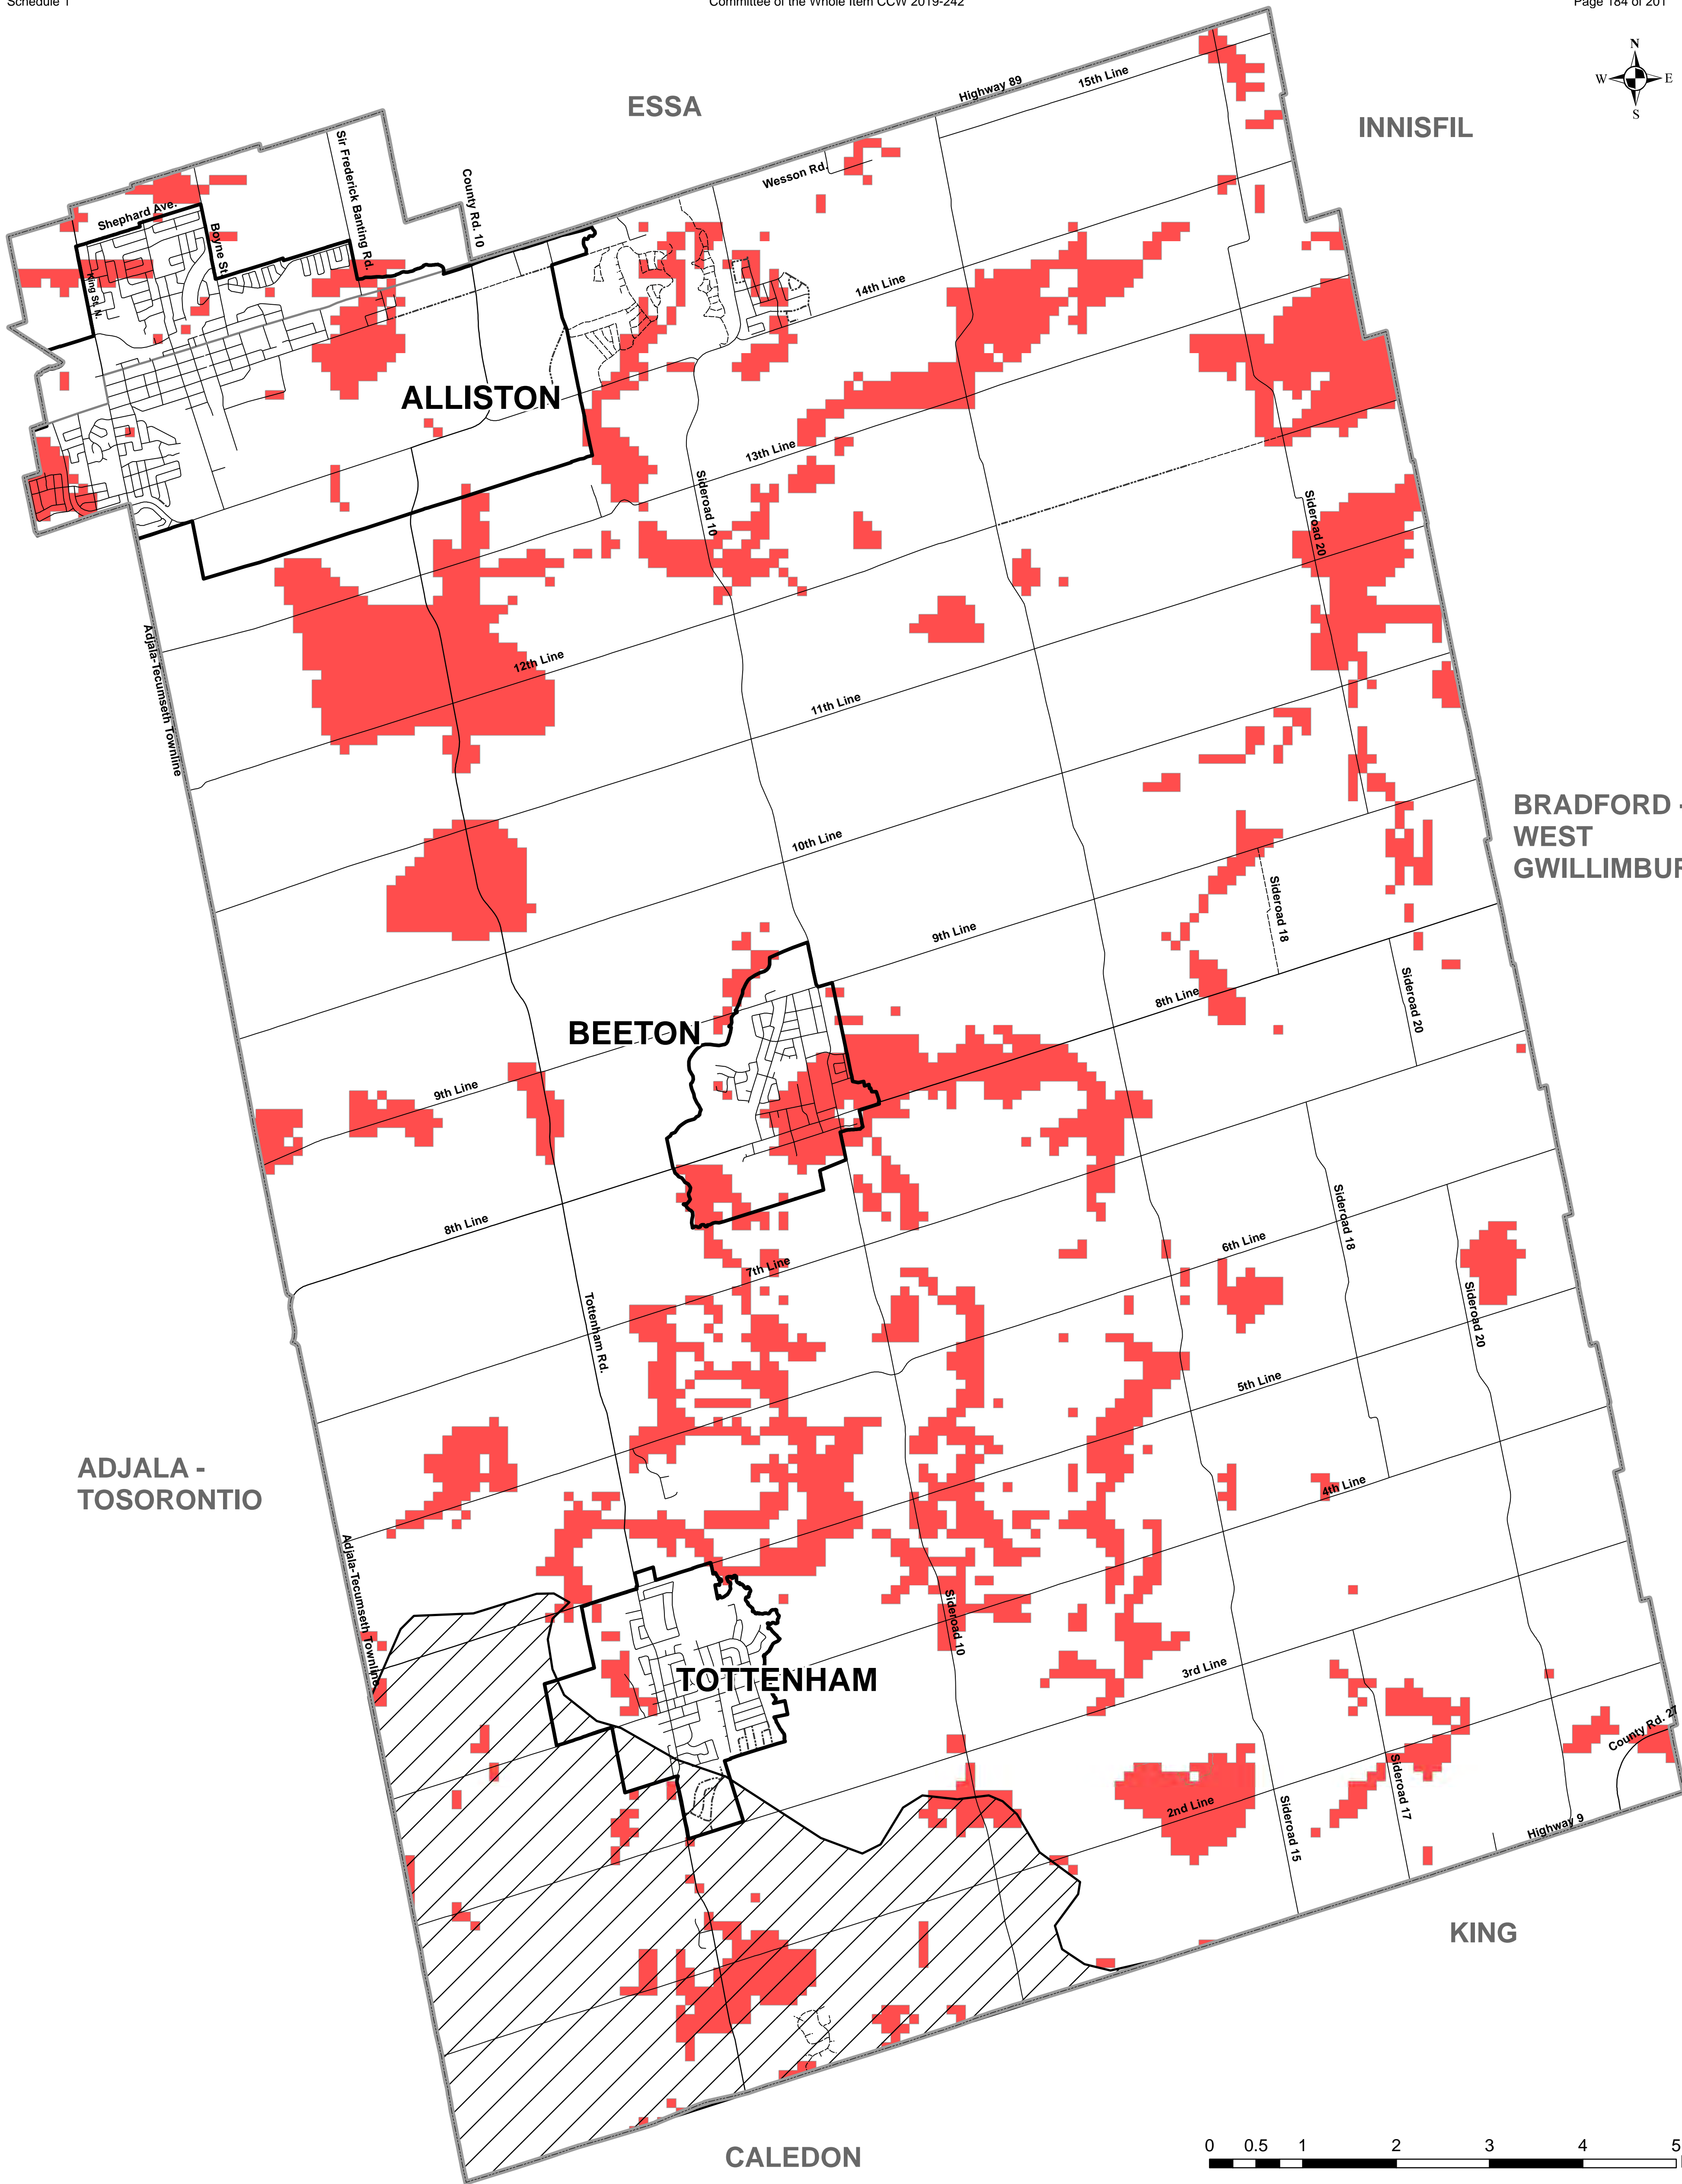 Schedule 1
Committee of the Whole Item CCW 2019-242
Page 184 of 201
N
W
E
S
ESSA
INNISFIL
Highway 89
15th Line
Sir Frederick Banting Rd.
County Rd. 10
Wesson Rd.
Shephard Ave.
Boyne St.
King St. N.
14th Line
ALLISTON
13th Line
Sideroad 10
Sideroad 20
Adjala-Tecumseth Townline
12th Line
11th Line
BRADFORD -
WEST
10th Line
Sideroad 18
9th Line
Sideroad 20
8th Line
BEETON
9th Line
8th Line
Sideroad 18
6th Line
7th Line
Tottenham Rd.
Sideroad 20
5th Line
ADJALA -
TOSORONTIO
4th Line
Adjala-Tecumseth Townline
Sideroad 10
TOTTENHAM
3rd Line
County Rd. 27
2nd Line
Sideroad 17
Sideroad 15
Highway 9
KING
CALEDON
0 0.5 1 2 3 4 5